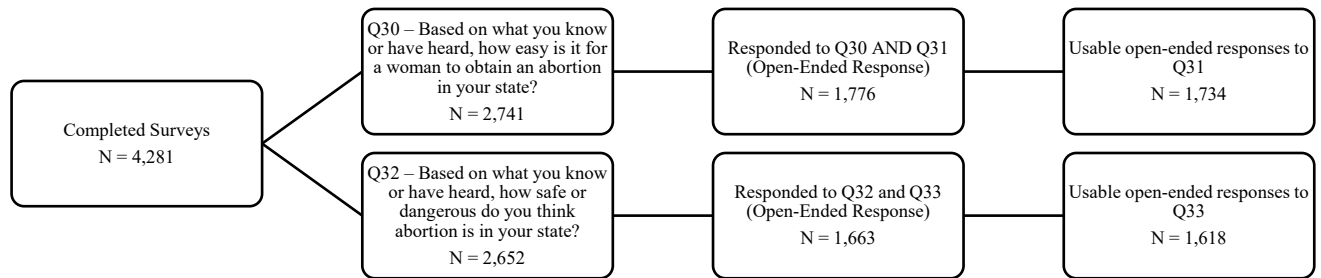 Completed Surveys
N = 4,281
Q30 – Based on what you know
or have heard, how easy is it for
a woman to obtain an abortion
in your state?
N = 2,741
Responded to Q30 AND Q31
(Open-Ended Response)
N = 1,776
Usable open-ended responses to
Q31
N = 1,734
Q32 – Based on what you know
or have heard, how safe or
dangerous do you think
abortion is in your state?
N = 2,652
Responded to Q32 and Q33
(Open-Ended Response)
N = 1,663
Usable open-ended responses to
Q33
N = 1,618